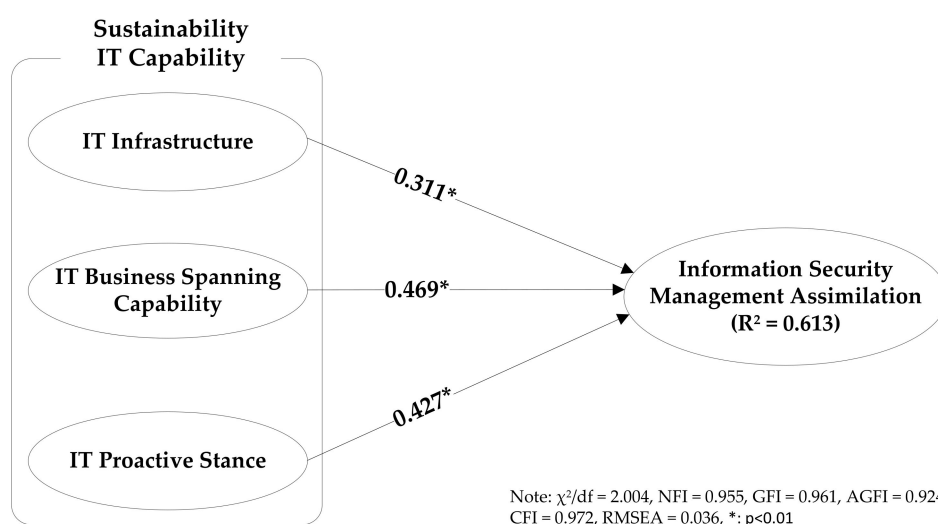 Sustainability
IT Capability
IT Infrastructure
0.311*
IT Business Spanning
Capability
0.469*
Information Security
Management Assimilation
(R² = 0.613)
0.427*
IT Proactive Stance
Note: χ²/df = 2.004, NFI = 0.955, GFI = 0.961, AGFI = 0.924
CFI = 0.972, RMSEA = 0.036, *: p<0.01